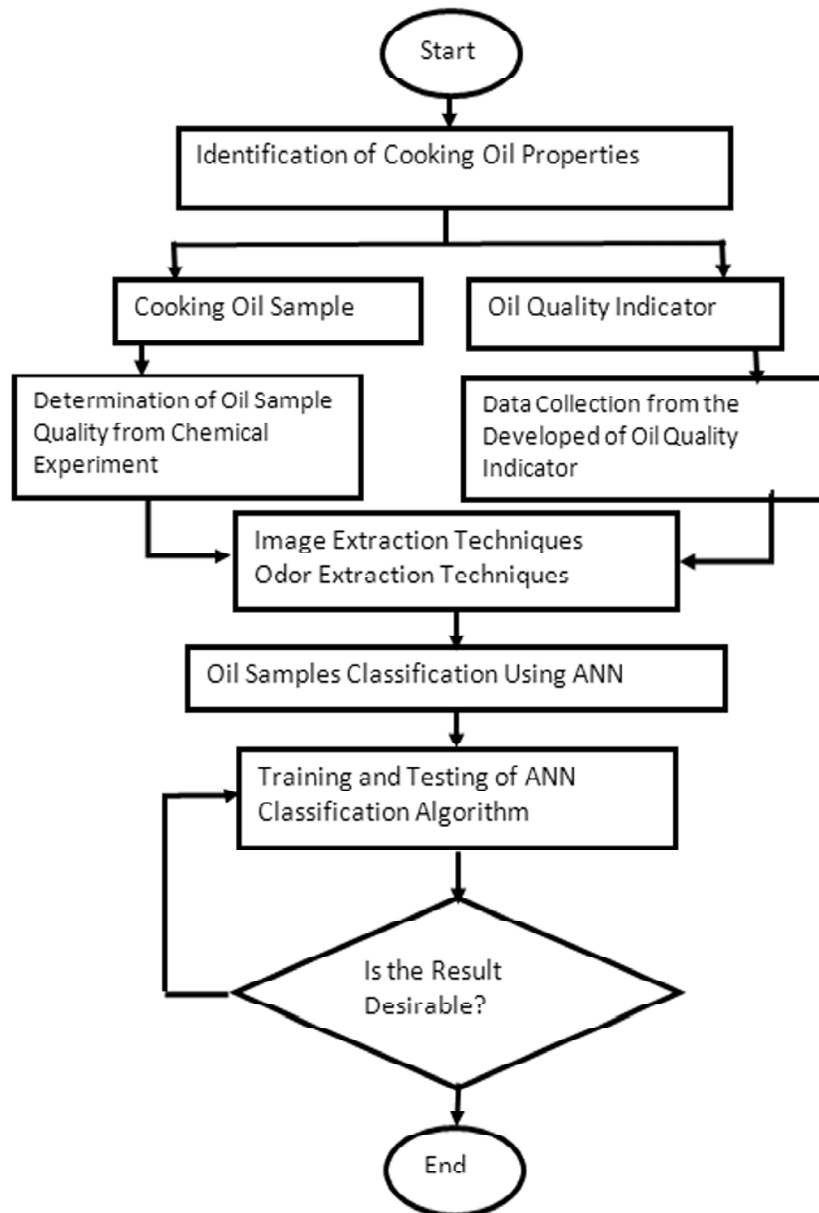 Start
Identification of Cooking Oil Properties
Cooking Oil Sample
Oil Quality Indicator
Determination of Oil Sample
Quality from Chemical
Experiment
Data Collection from the
Developed of Oil Quality
Indicator
Image Extraction Techniques
Odor Extraction Techniques
Oil Samples Classification Using ANN
Training and Testing of ANN
Classification Algorithm
Is the Result
Desirable?
End